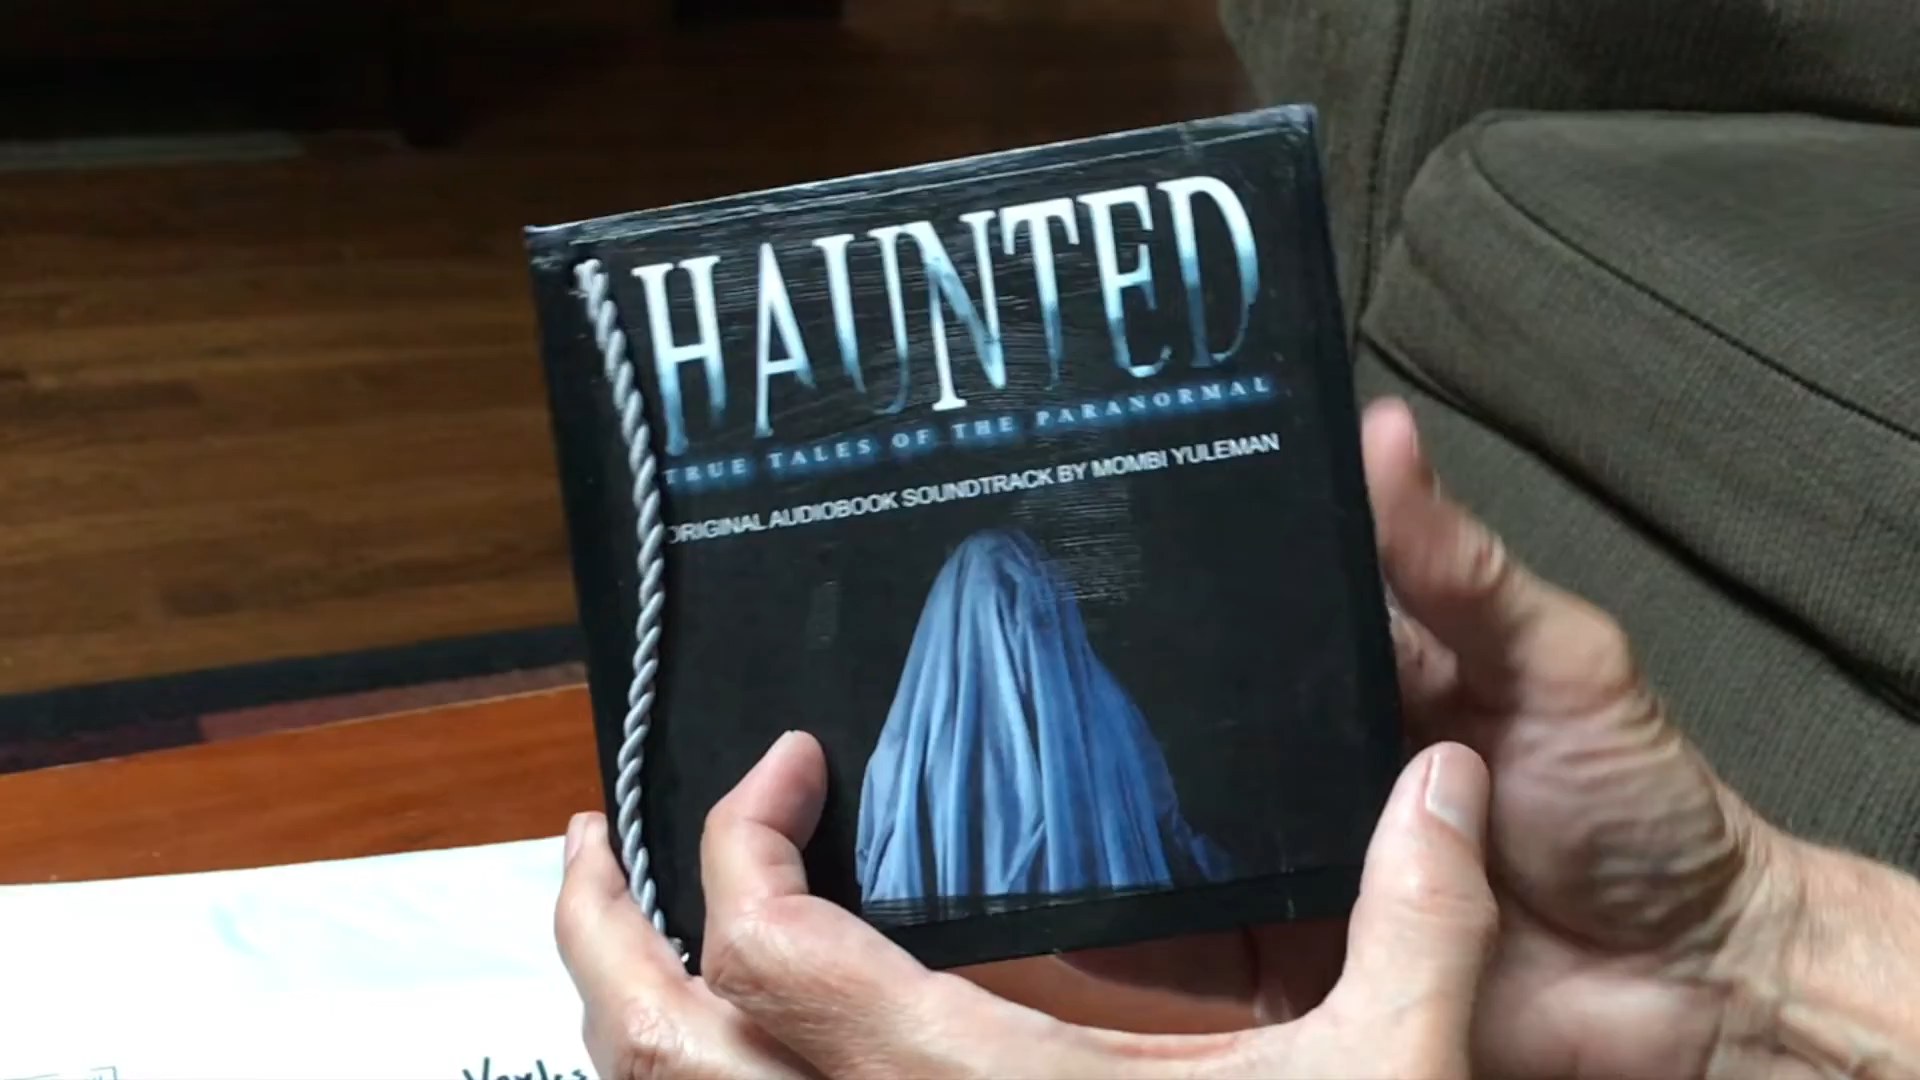 HAUNTED
TRUE TALES OF THE PARANORMAL
ORIGINAL AUDIOBOOK SOUNDTRACK BY MOMBI YULEMAN